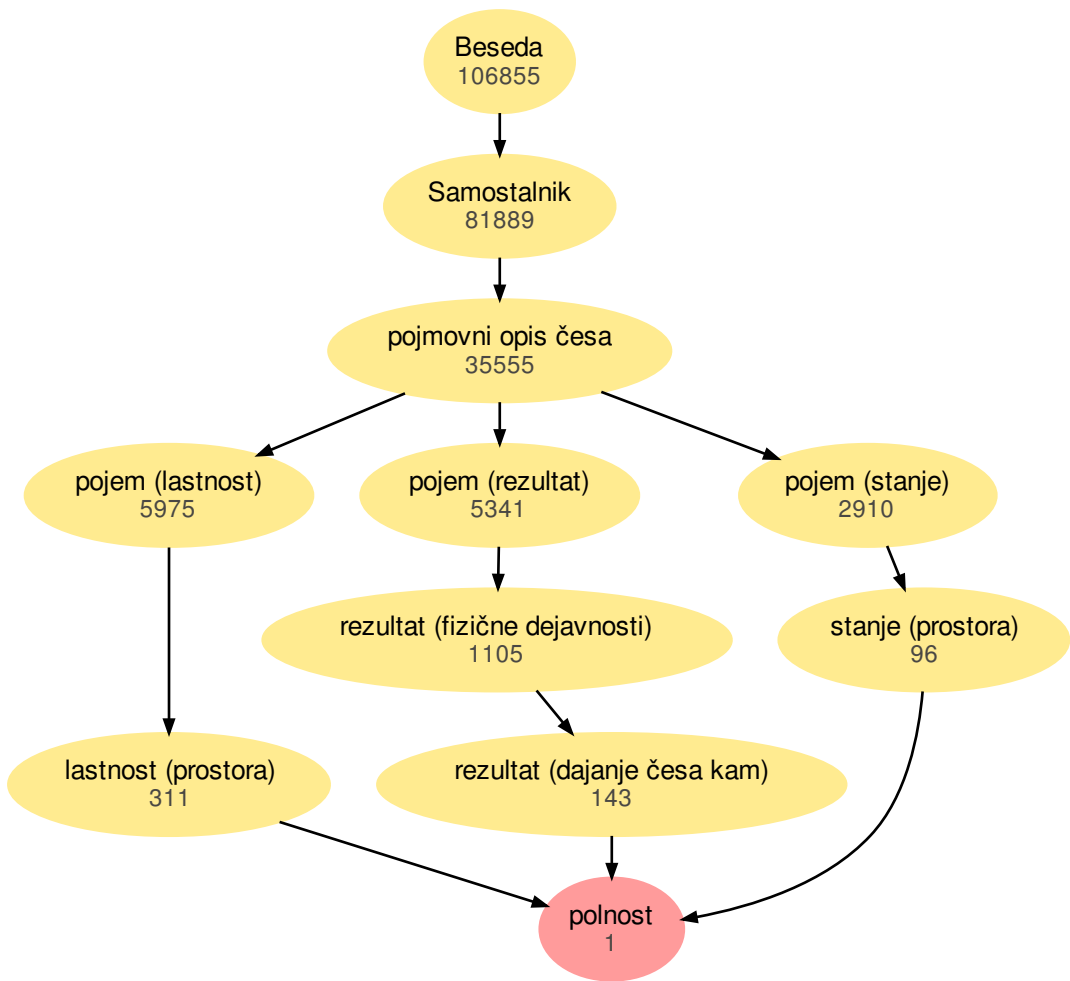 Beseda
106855
Samostalnik
81889
pojmovni opis česa
35555
pojem (lastnost)
5975
pojem (rezultat)
5341
pojem (stanje)
2910
rezultat (fizične dejavnosti)
1105
stanje (prostora)
96
lastnost (prostora)
311
rezultat (dajanje česa kam)
143
polnost
1